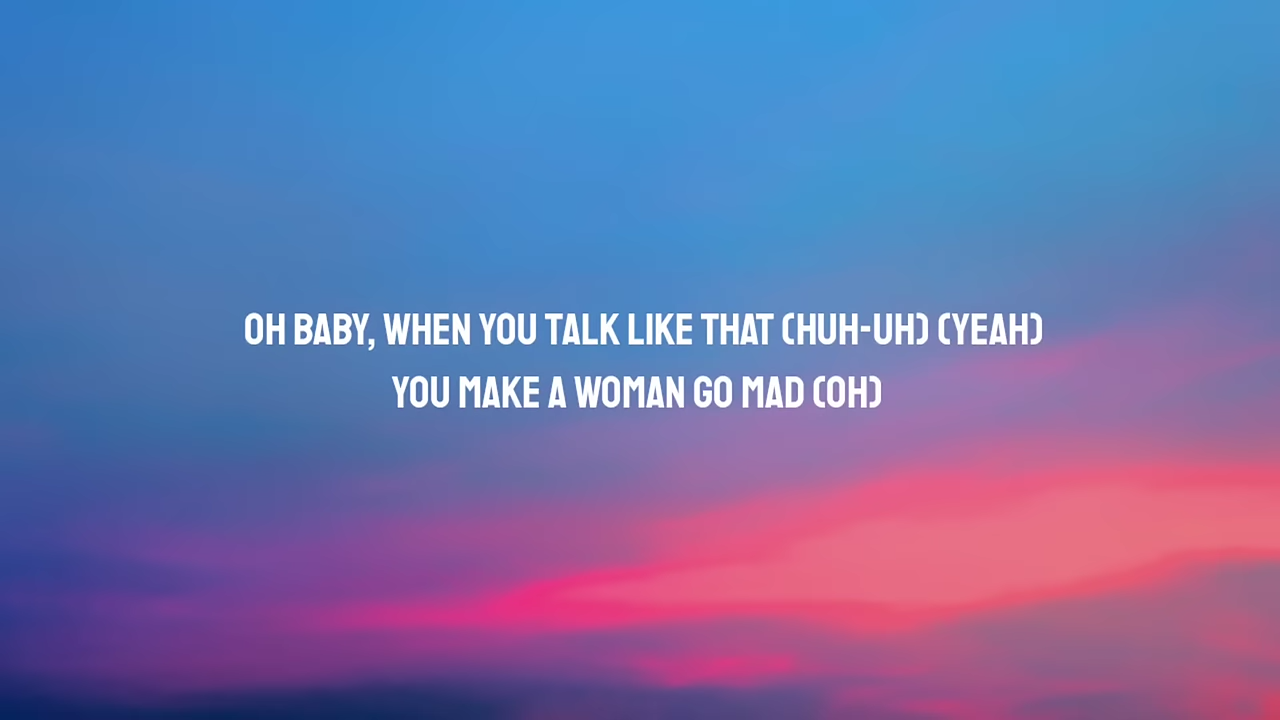 OH BABY, WHEN YOU TALK LIKE THAT (HUH-UH) (YEAH)
YOU MAKE A WOMAN GO MAD (OH)